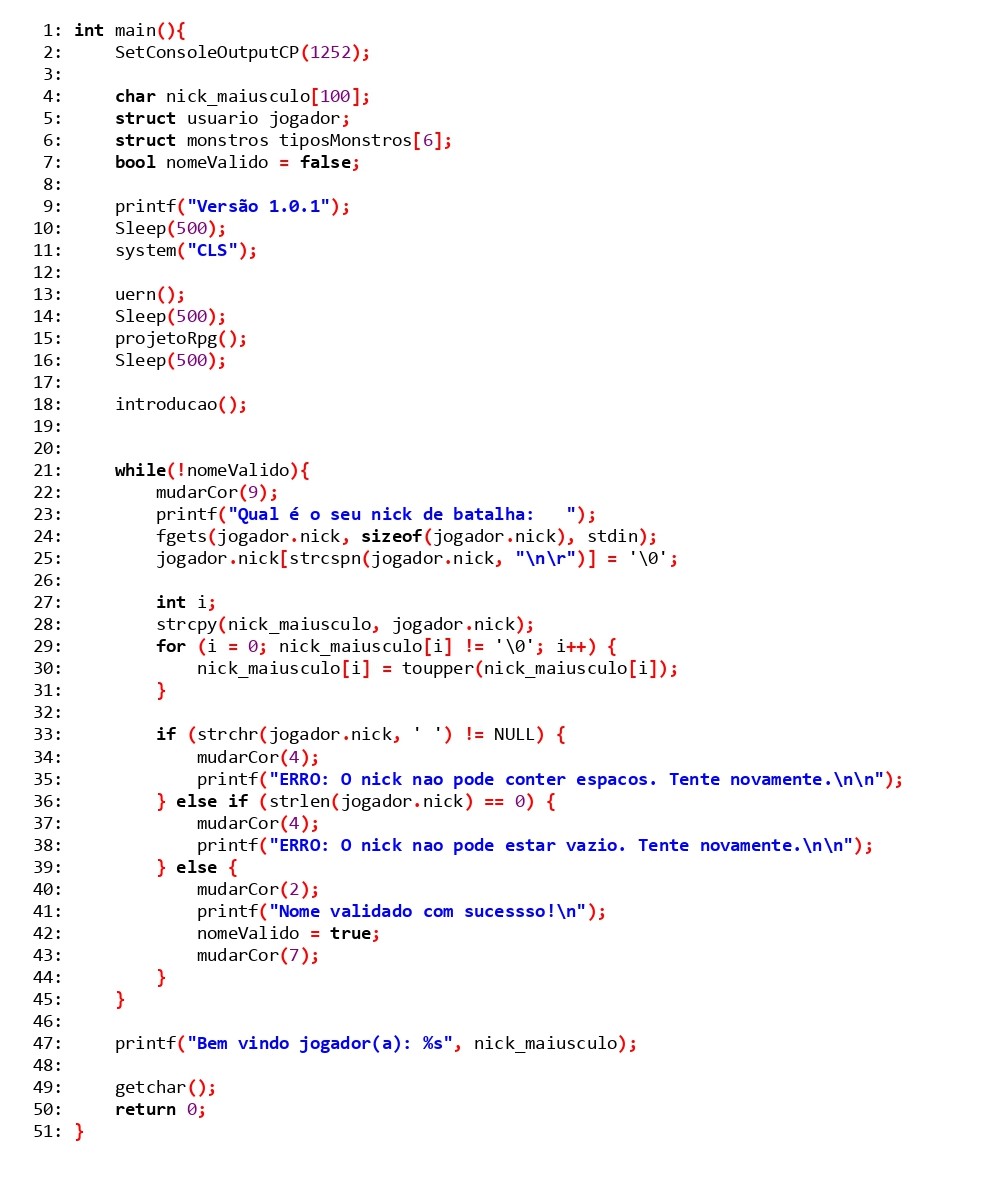 1: int main(){
2:     SetConsoleOutputCP(1252);
3:
4:     char nick_maiusculo[100];
5:     struct usuario jogador;
6:     struct monstros tiposMonstros[6];
7:     bool nomeValido = false;
8:
9:     printf("Versão 1.0.1");
10:     Sleep(500);
11:     system("CLS");
12:
13:     uern();
14:     Sleep(500);
15:     projetoRpg();
16:     Sleep(500);
17:
18:     introducao();
19:
20:
21:     while(!nomeValido){
22:         mudarCor(9);
23:         printf("Qual é o seu nick de batalha:   ");
24:         fgets(jogador.nick, sizeof(jogador.nick), stdin);
25:         jogador.nick[strcspn(jogador.nick, "\n\r")] = '\0';
26:
27:         int i;
28:         strcpy(nick_maiusculo, jogador.nick);
29:         for (i = 0; nick_maiusculo[i] != '\0'; i++) {
30:             nick_maiusculo[i] = toupper(nick_maiusculo[i]);
31:         }
32:
33:         if (strchr(jogador.nick, ' ') != NULL) {
34:             mudarCor(4);
35:             printf("ERRO: O nick nao pode conter espacos. Tente novamente.\n\n");
36:         } else if (strlen(jogador.nick) == 0) {
37:             mudarCor(4);
38:             printf("ERRO: O nick nao pode estar vazio. Tente novamente.\n\n");
39:         } else {
40:             mudarCor(2);
41:             printf("Nome validado com sucessso!\n");
42:             nomeValido = true;
43:             mudarCor(7);
44:         }
45:     }
46:
47:     printf("Bem vindo jogador(a): %s", nick_maiusculo);
48:
49:     getchar();
50:     return 0;
51: }